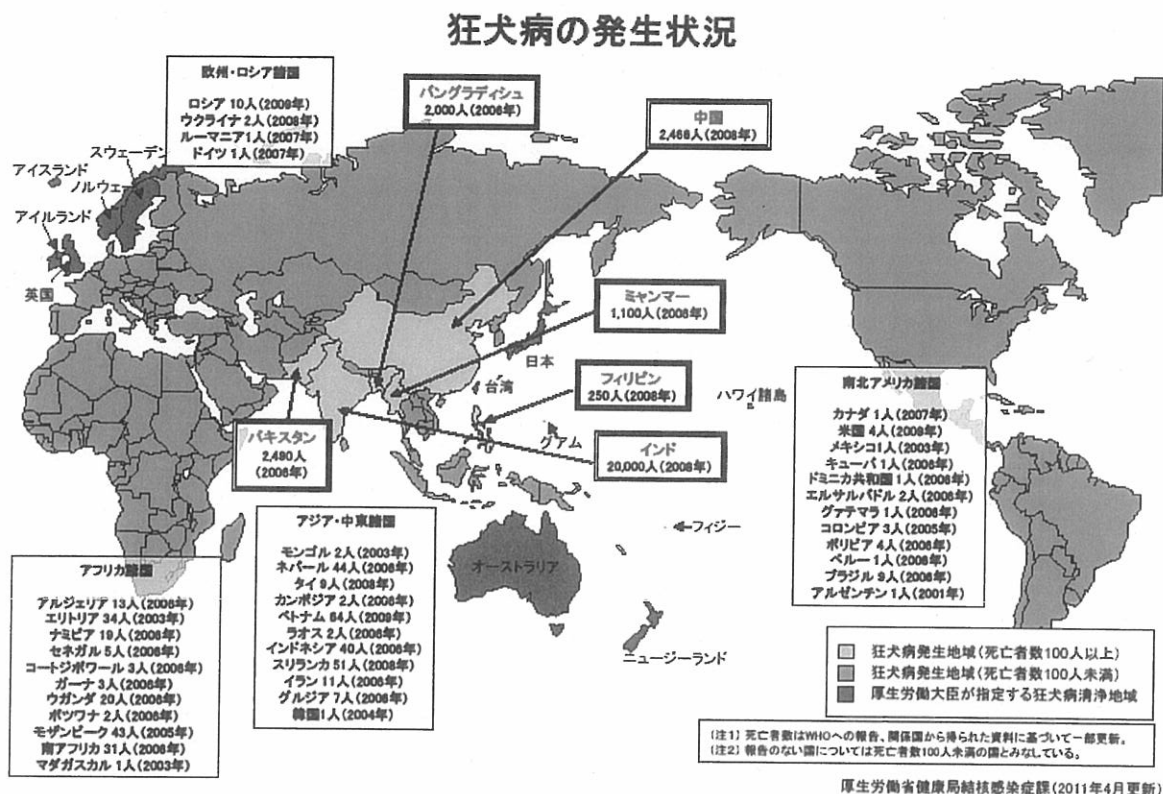 狂犬病の発生状況
欧州・ロシア諸国
ロシア 10人(2009年)
ウクライナ 2人(2008年)
ルーマニア 1人(2007年)
ドイツ 1人(2007年)
バングラディシュ
2,000人(2006年)
中国
2,466人(2008年)
スウェーデン
アイスランド
ノルウェー
アイルランド
英国
ミャンマー
1,100人(2006年)
日本
台湾
フィリピン
250人(2008年)
ハワイ諸島
グアム
インド
20,000人(2008年)
パキスタン
2,490人
(2006年)
南北アメリカ諸国
カナダ 1人(2007年)
米国 4人(2009年)
メキシコ1人(2003年)
キューバ 1人(2006年)
ドミニカ共和国 1人(2006年)
エルサルバドル 2人(2006年)
グァテマラ 1人(2006年)
コロンビア 3人(2005年)
ボリビア 4人(2006年)
ペルー 1人(2006年)
ブラジル 9人(2006年)
アルゼンチン 1人(2001年)
フィジー
オーストラリア
ニュージーランド
アジア・中東諸国
モンゴル 2人(2003年)
ネパール 44人(2006年)
タイ 9人(2008年)
カンボジア 2人(2006年)
ベトナム 64人(2009年)
ラオス 2人(2006年)
インドネシア 40人(2006年)
スリランカ 51人(2008年)
イラン 11人(2006年)
グルジア 7人(2006年)
韓国1人(2004年)
アフリカ諸国
アルジェリア 13人(2006年)
エリトリア 34人(2003年)
ナミビア 19人(2006年)
セネガル 5人(2006年)
コートジボワール 3人(2006年)
ガーナ 3人(2006年)
ウガンダ 20人(2006年)
ボツワナ 2人(2006年)
モザンビーク 43人(2005年)
南アフリカ 31人(2006年)
マダガスカル 1人(2003年)
狂犬病発生地域(死亡者数100人以上)
狂犬病発生地域(死亡者数100人未満)
厚生労働大臣が指定する狂犬病清浄地域
(注1) 死亡者数はWHOへの報告、関係国から得られた資料に基づいて一部更新。
(注2) 報告のない国については死亡者数100人未満の国とみなしている。
厚生労働省健康局結核感染症課(2011年4月更新)